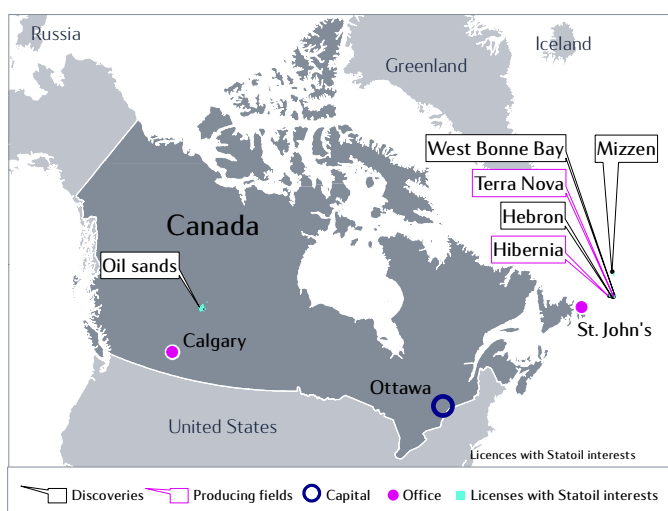 Russia
Iceland
Greenland
West Bonne Bay
Mizzen
Terra Nova
Canada
Hebron
Hibernia
Oil sands
St. John's
Calgary
Ottawa
United States
Licences with Statoil interests
Discoveries
Producing fields
Capital
Office
Licenses with Statoil interests